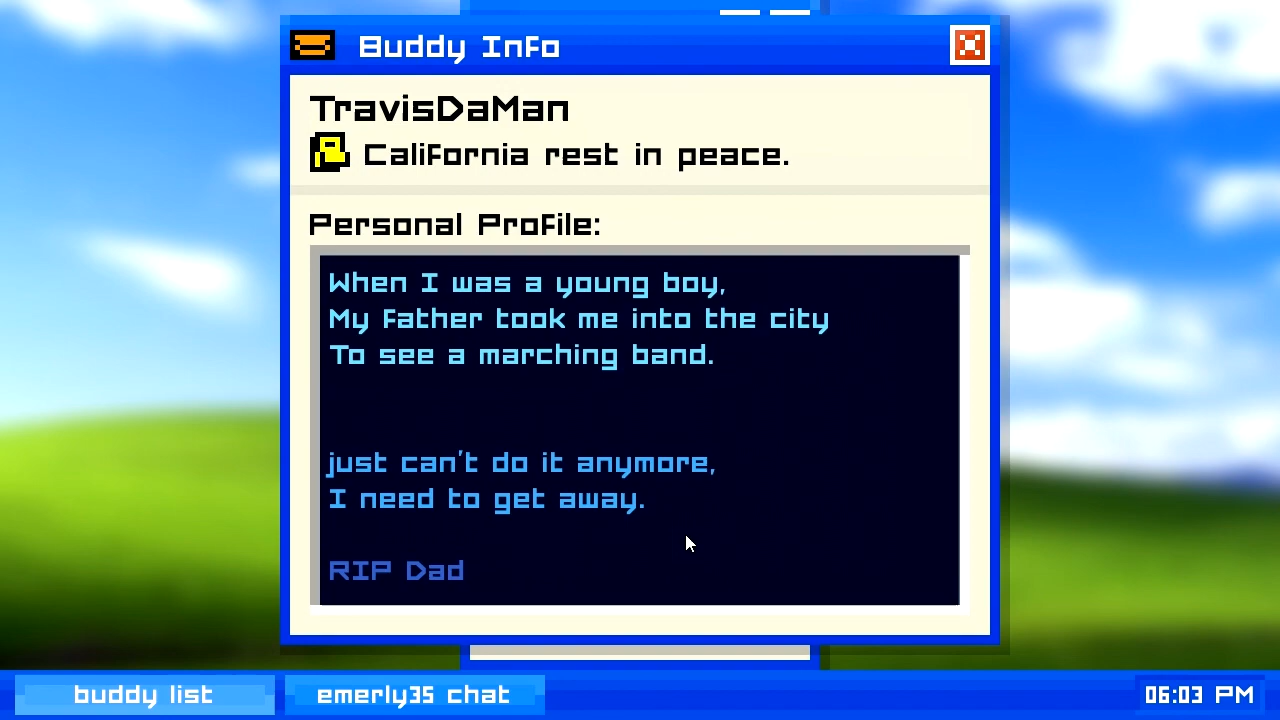 Buddy Info
TravisDaMan
California rest in peace.
Personal Profile:
When I was a young boy,
My father took me into the city
To see a marching band.
just can't do it anymore,
I need to get away.
RIP Dad
buddy list
emerly35 chat
06:03 PM